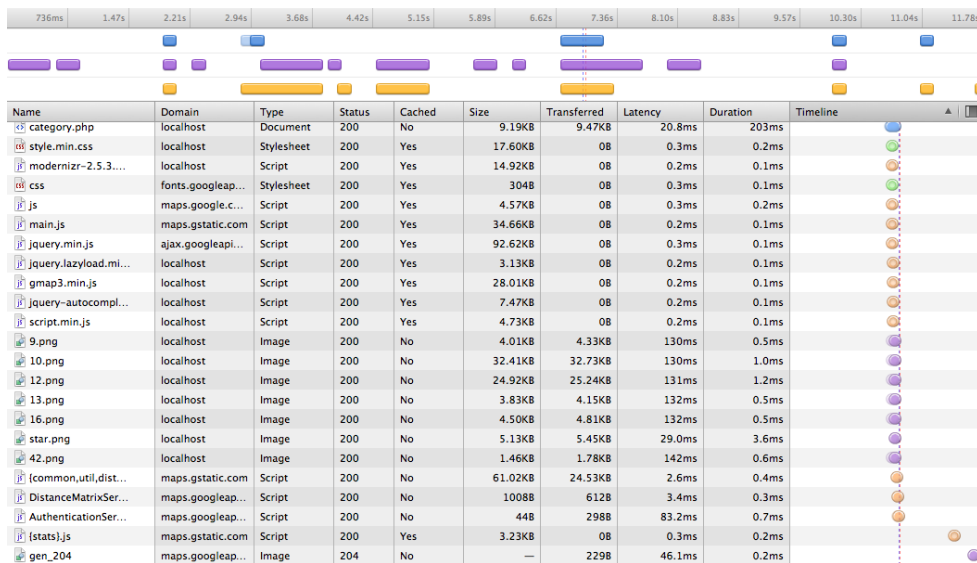 736ms 1.47s 2.21s 2.94s 3.68s 4.42s 5.15s 5.89s 6.62s 7.36s 8.10s 8.83s 9.57s 10.30s 11.04s 11.78s
Name Domain Type Status Cached Size Transferred Latency Duration Timeline
category.php localhost Document 200 No 9.19KB 9.47KB 20.8ms 203ms
css style.min.css localhost Stylesheet 200 Yes 17.60KB 0B 0.3ms 0.2ms
js modernizr-2.5.3.... localhost Script 200 Yes 14.92KB 0B 0.2ms 0.1ms
css css fonts.googleap... Stylesheet 200 Yes 304B 0B 0.3ms 0.1ms
js js maps.google.c... Script 200 Yes 4.57KB 0B 0.3ms 0.2ms
js main.js maps.gstatic.com Script 200 Yes 34.66KB 0B 0.2ms 0.1ms
js jquery.min.js ajax.googleapi... Script 200 Yes 92.62KB 0B 0.3ms 0.1ms
js jquery.lazyload.mi... localhost Script 200 Yes 3.13KB 0B 0.2ms 0.1ms
js gmap3.min.js localhost Script 200 Yes 28.01KB 0B 0.2ms 0.1ms
js jquery-autocompl... localhost Script 200 Yes 7.47KB 0B 0.2ms 0.1ms
js script.min.js localhost Script 200 Yes 4.73KB 0B 0.2ms 0.1ms
9.png localhost Image 200 No 4.01KB 4.33KB 130ms 0.5ms
10.png localhost Image 200 No 32.41KB 32.73KB 130ms 1.0ms
12.png localhost Image 200 No 24.92KB 25.24KB 131ms 1.2ms
13.png localhost Image 200 No 3.83KB 4.15KB 132ms 0.5ms
16.png localhost Image 200 No 4.50KB 4.81KB 132ms 0.5ms
star.png localhost Image 200 No 5.13KB 5.45KB 29.0ms 3.6ms
42.png localhost Image 200 No 1.46KB 1.78KB 142ms 0.6ms
js {common,util,dist... maps.gstatic.com Script 200 No 61.02KB 24.53KB 2.6ms 0.4ms
js DistanceMatrixSer... maps.googleap... Script 200 No 1008B 612B 3.4ms 0.3ms
js AuthenticationSer... maps.googleap... Script 200 No 44B 298B 83.2ms 0.7ms
js {stats}.js maps.gstatic.com Script 200 Yes 3.23KB 0B 0.3ms 0.2ms
gen_204 maps.googleap... Image 204 No — 229B 46.1ms 0.2ms